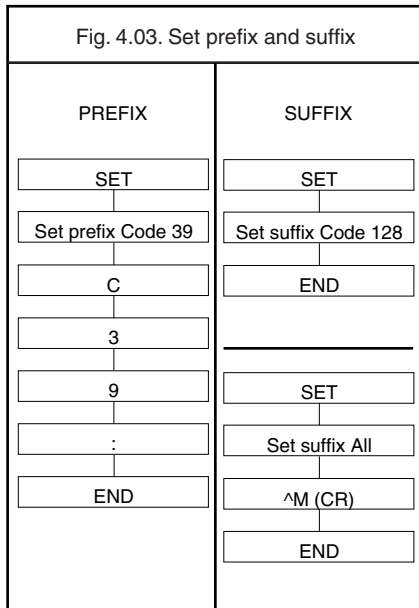 Fig. 4.03. Set prefix and suffix
PREFIX
SET
Set prefix Code 39
C
3
9
:
END
SUFFIX
SET
Set suffix Code 128
END
SET
Set suffix All
^M (CR)
END